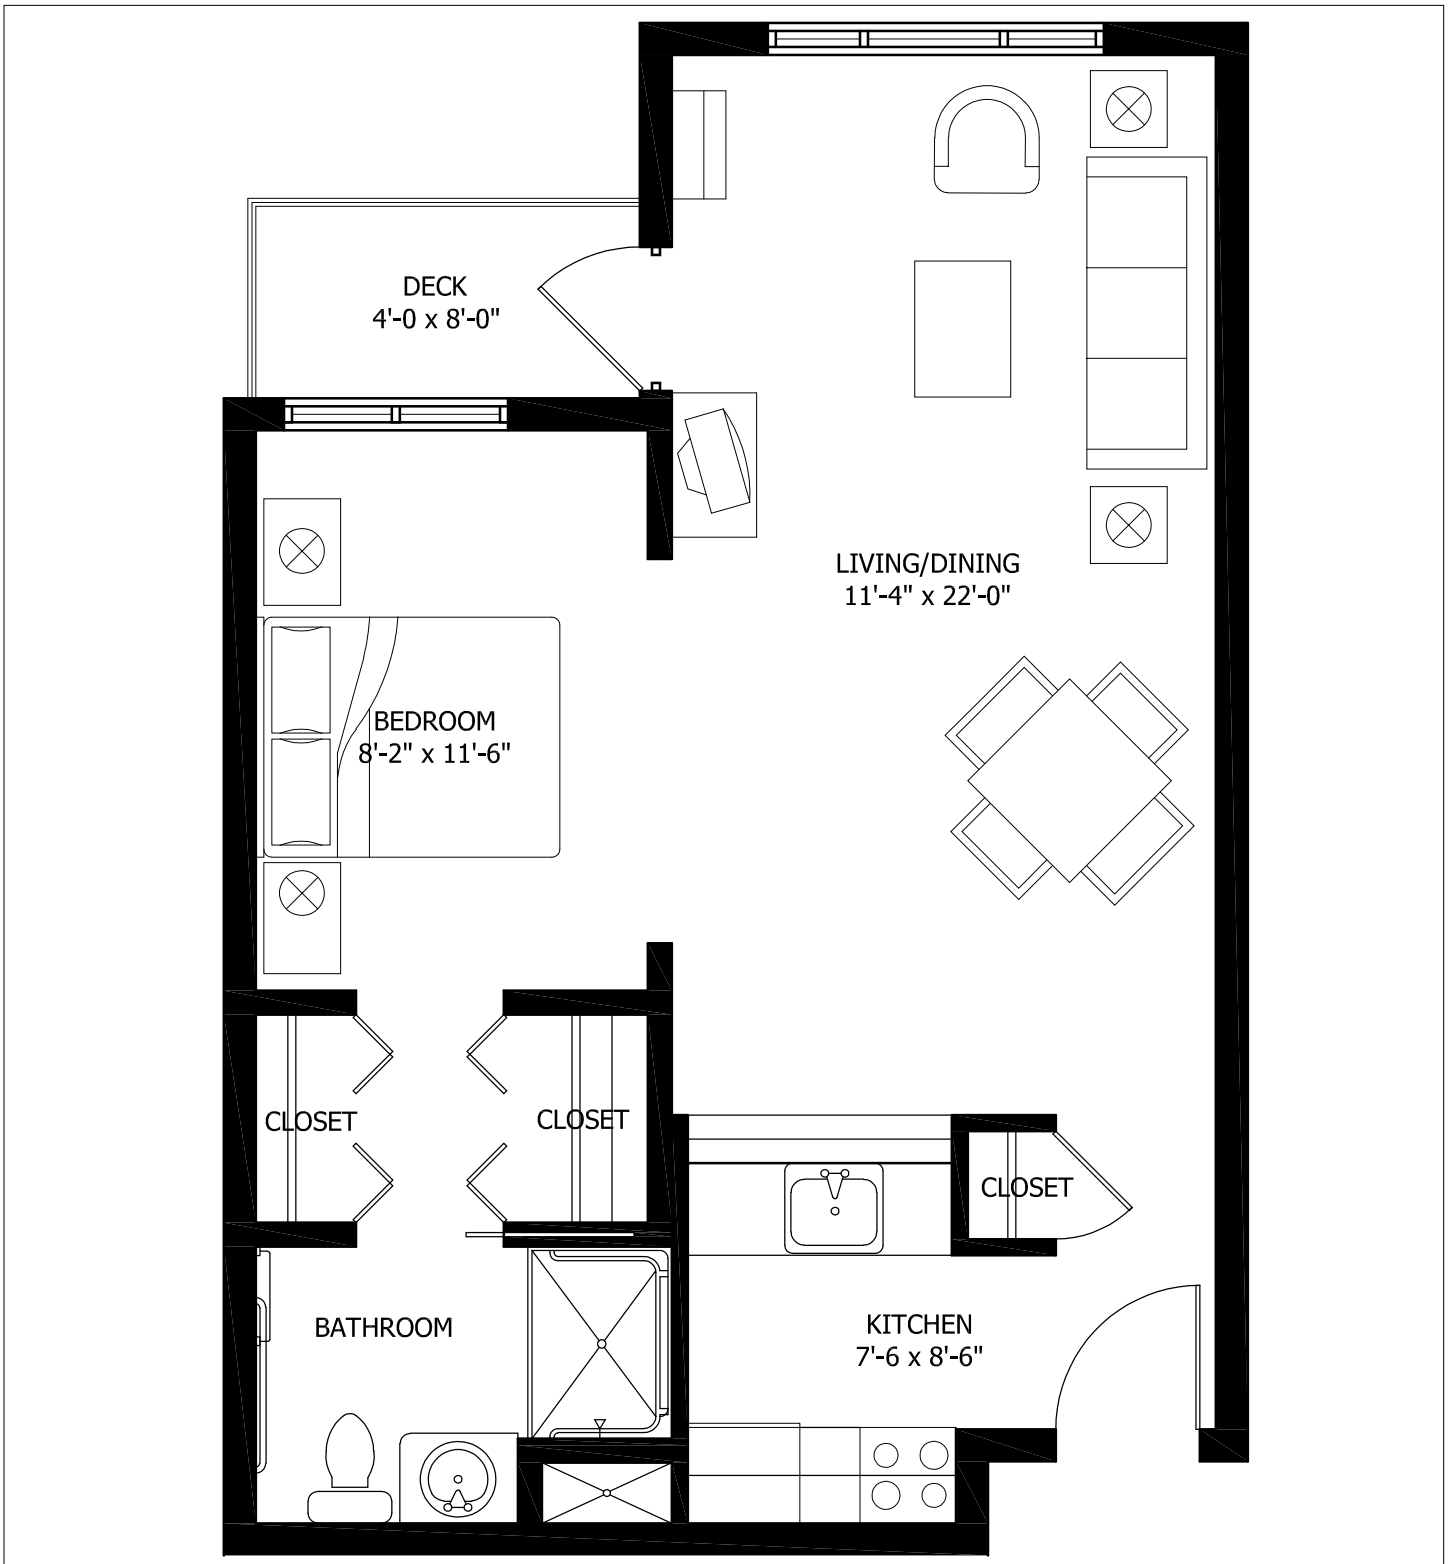 DECK
4'-0 x 8'-0"
LIVING/DINING
11'-4" x 22'-0"
BEDROOM
8'-2" x 11'-6"
CLOSET
CLOSET
CLOSET
BATHROOM
KITCHEN
7'-6 x 8'-6"